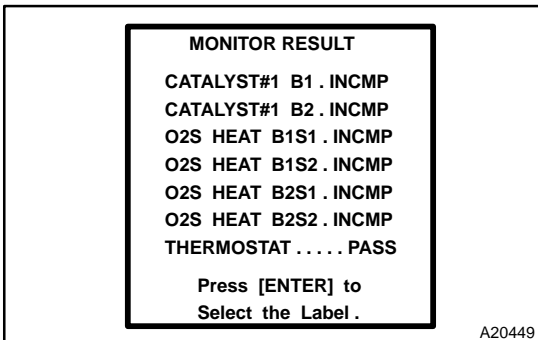 MONITOR RESULT
CATALYST#1 B1 . INCMP
CATALYST#1 B2 . INCMP
O2S HEAT B1S1 . INCMP
O2S HEAT B1S2 . INCMP
O2S HEAT B2S1 . INCMP
O2S HEAT B2S2 . INCMP
THERMOSTAT . . . . . PASS
Press [ENTER] to
Select the Label .
A20449